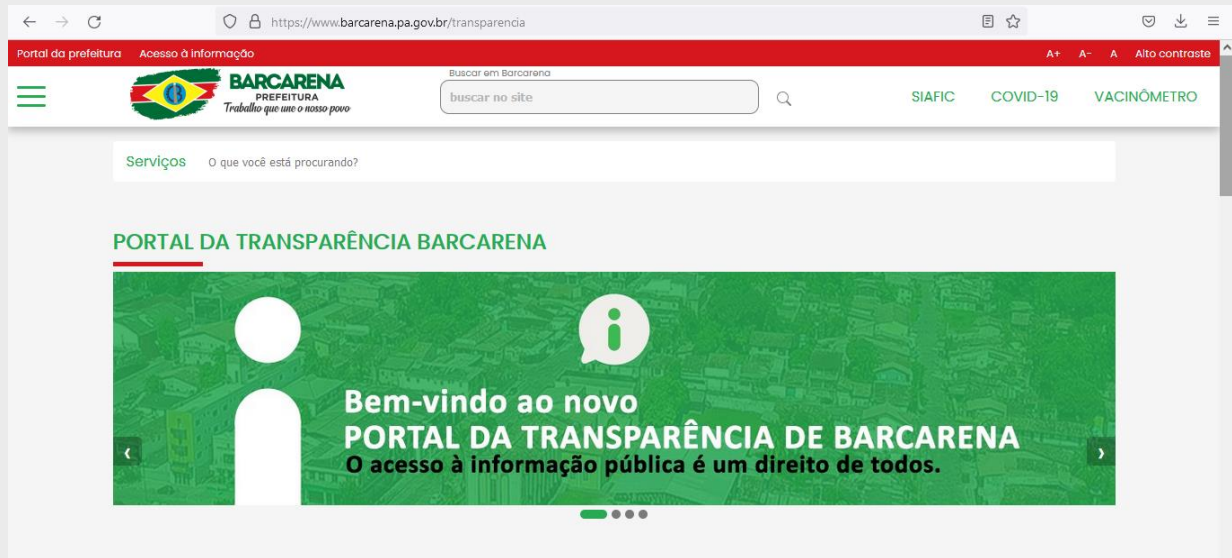 https://www.barcarena.pa.gov.br/transparencia
Portal da prefeitura Acesso à informação A+ A- A Alto contraste
BARCARENA
PREFEITURA
Trabalho que une o nosso povo
Buscar em Barcarena
buscar no site
SIAFIC COVID-19 VACINÔMETRO
Serviços O que você está procurando?
PORTAL DA TRANSPARÊNCIA BARCARENA
Bem-vindo ao novo
PORTAL DA TRANSPARÊNCIA DE BARCARENA
O acesso à informação pública é um direito de todos.